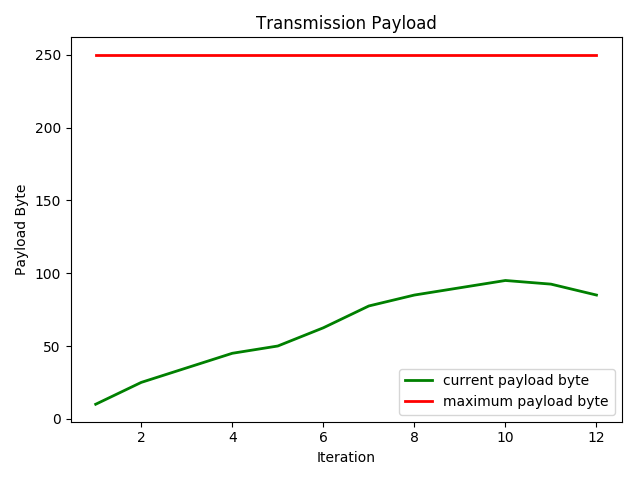 Transmission Payload
Payload Byte
250
200
150
100
50
0
2
4
6
8
10
12
Iteration
current payload byte
maximum payload byte